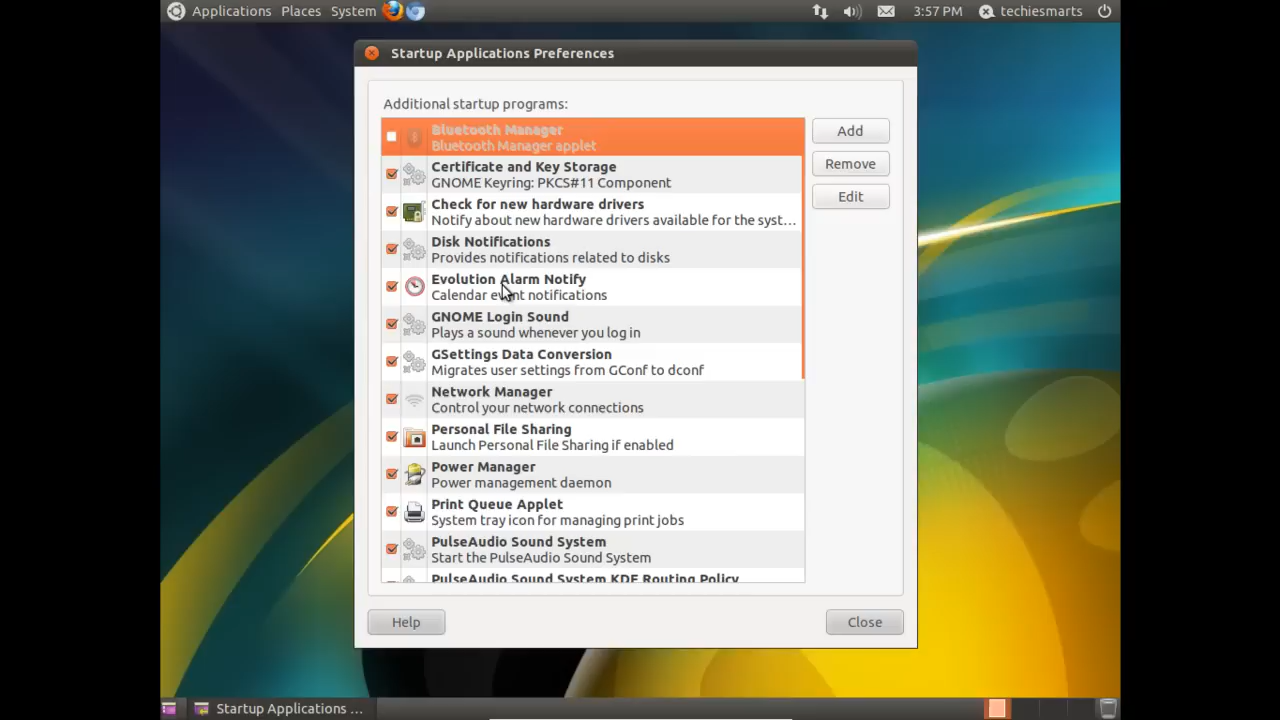 Applications Places System 3:57 PM techiesmarts
Startup Applications Preferences
Additional startup programs:
Bluetooth Manager
Bluetooth Manager applet
Certificate and Key Storage
GNOME Keyring: PKCS#11 Component
Check for new hardware drivers
Notify about new hardware drivers available for the syst...
Disk Notifications
Provides notifications related to disks
Evolution Alarm Notify
Calendar event notifications
GNOME Login Sound
Plays a sound whenever you log in
GSettings Data Conversion
Migrates user settings from GConf to dconf
Network Manager
Control your network connections
Personal File Sharing
Launch Personal File Sharing if enabled
Power Manager
Power management daemon
Print Queue Applet
System tray icon for managing print jobs
PulseAudio Sound System
Start the PulseAudio Sound System
PulseAudio Sound System KDE Routing Policy
Add
Remove
Edit
Help
Close
Startup Applications ...